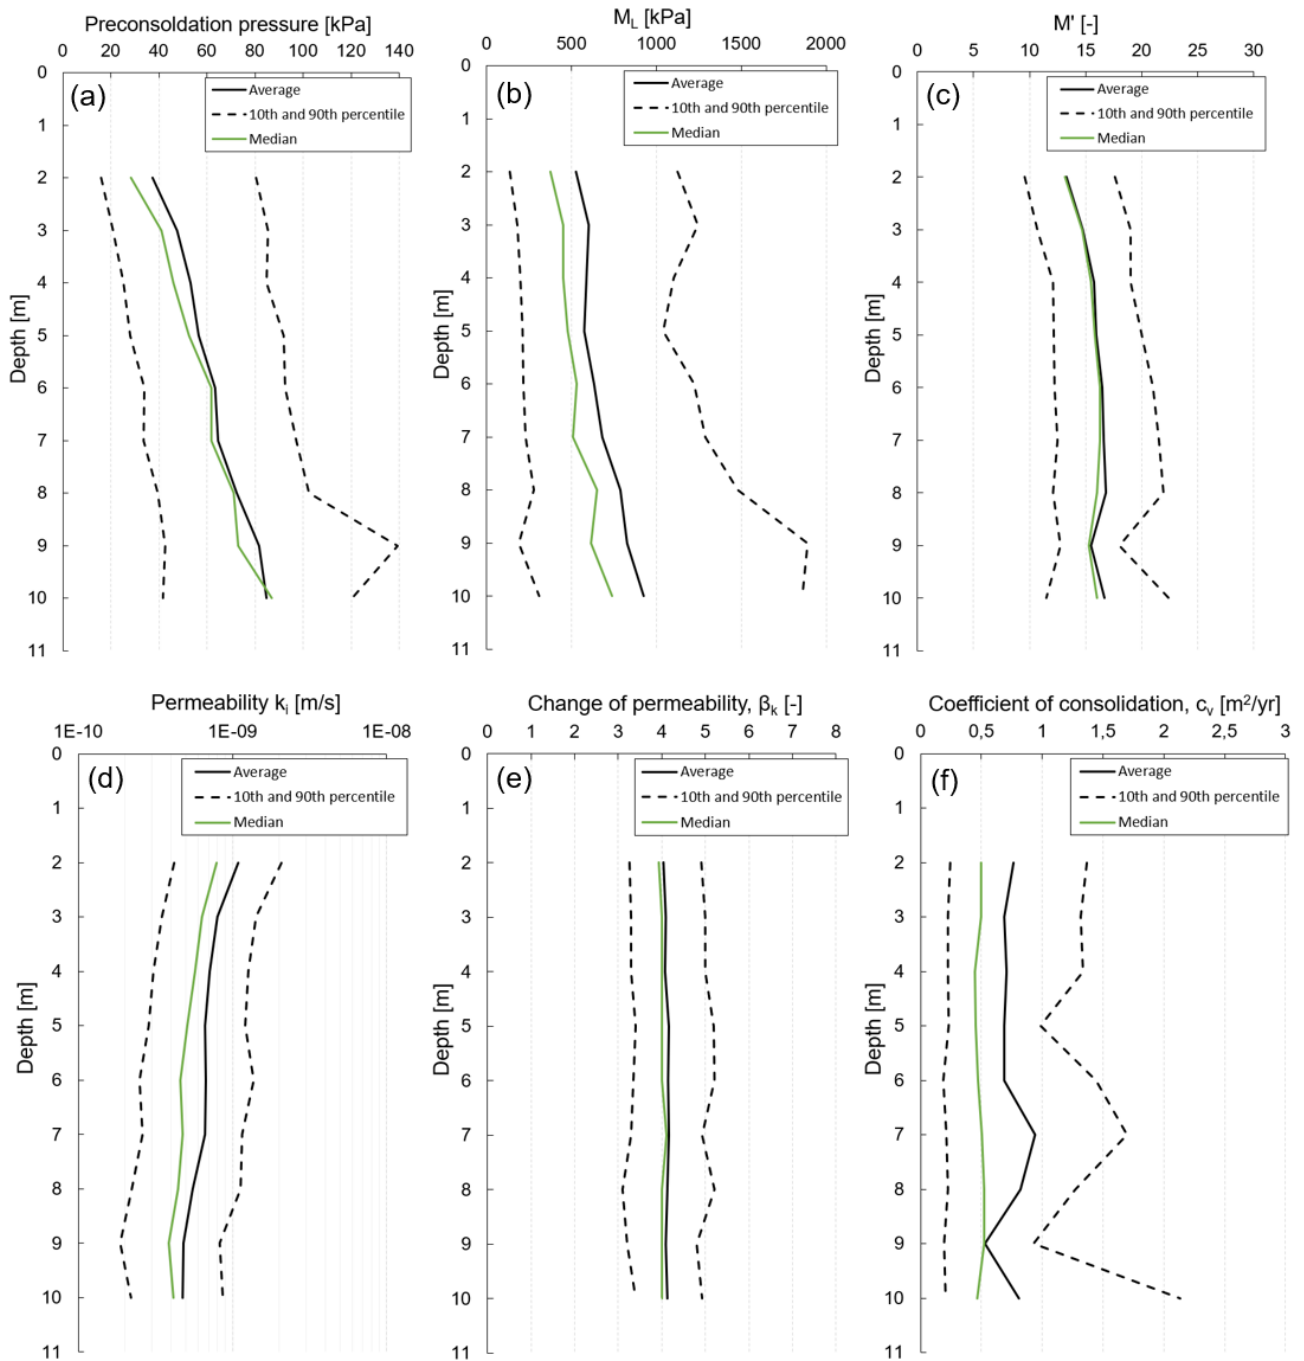 Preconsoldation pressure [kPa]
0 20 40 60 80 100 120 140
(a)
Average
10th and 90th percentile
Median
Depth [m]
0
1
2
3
4
5
6
7
8
9
10
11
M_L [kPa]
0 500 1000 1500 2000
(b)
Average
10th and 90th percentile
Median
Depth [m]
0
1
2
3
4
5
6
7
8
9
10
11
M' [-]
0 5 10 15 20 25 30
(c)
Average
10th and 90th percentile
Median
Depth [m]
0
1
2
3
4
5
6
7
8
9
10
11
Permeability k_i [m/s]
1E-10 1E-09 1E-08
(d)
Average
10th and 90th percentile
Median
Depth [m]
0
1
2
3
4
5
6
7
8
9
10
11
Change of permeability, β_k [-]
0 1 2 3 4 5 6 7 8
(e)
Average
10th and 90th percentile
Median
Depth [m]
0
1
2
3
4
5
6
7
8
9
10
11
Coefficient of consolidation, c_v [m²/yr]
0 0,5 1 1,5 2 2,5 3
(f)
Average
10th and 90th percentile
Median
Depth [m]
0
1
2
3
4
5
6
7
8
9
10
11